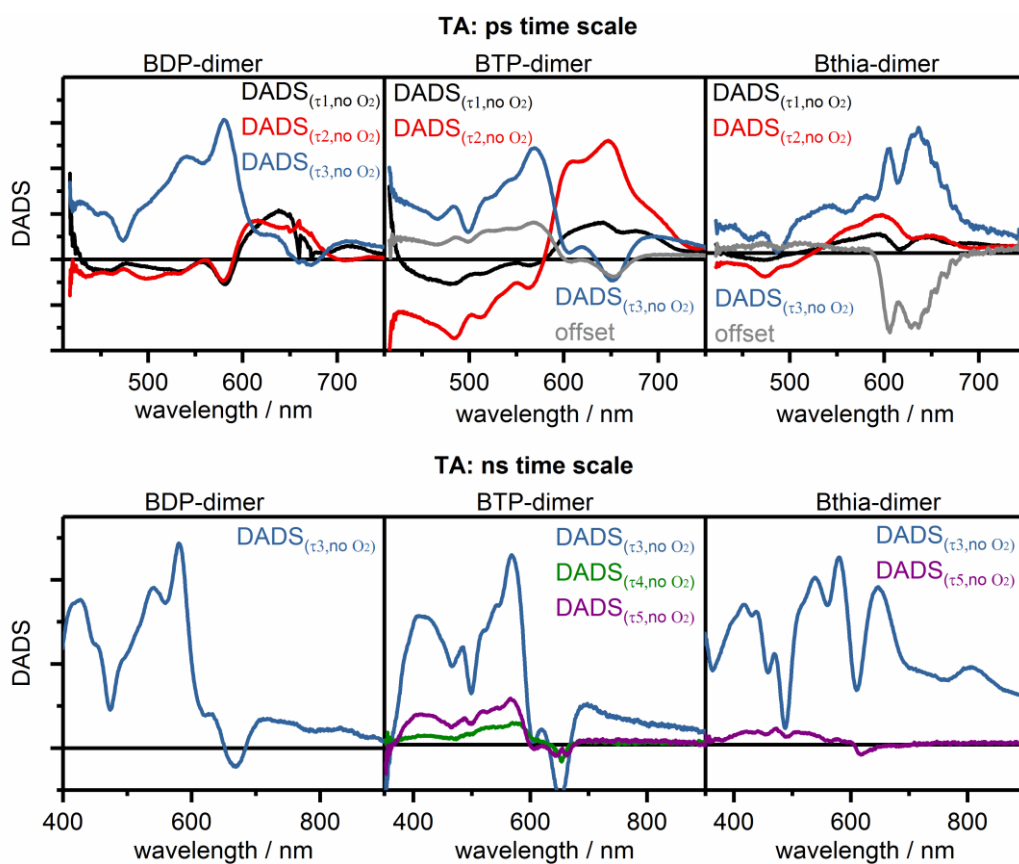 TA: ps time scale
BDP-dimer BTP-dimer Bthia-dimer
DADS(τ1,no O2) DADS(τ1,no O2) DADS(τ1,no O2)
DADS(τ2,no O2) DADS(τ2,no O2) DADS(τ2,no O2)
DADS(τ3,no O2)
DADS
DADS(τ3,no O2) DADS(τ3,no O2)
offset offset
500 600 700 500 600 700 500 600 700
wavelength / nm wavelength / nm wavelength / nm
TA: ns time scale
BDP-dimer BTP-dimer Bthia-dimer
DADS(τ3,no O2) DADS(τ3,no O2) DADS(τ3,no O2)
DADS(τ4,no O2) DADS(τ5,no O2)
DADS(τ5,no O2)
DADS
400 600 800 400 600 800 400 600 800
wavelength / nm wavelength / nm wavelength / nm